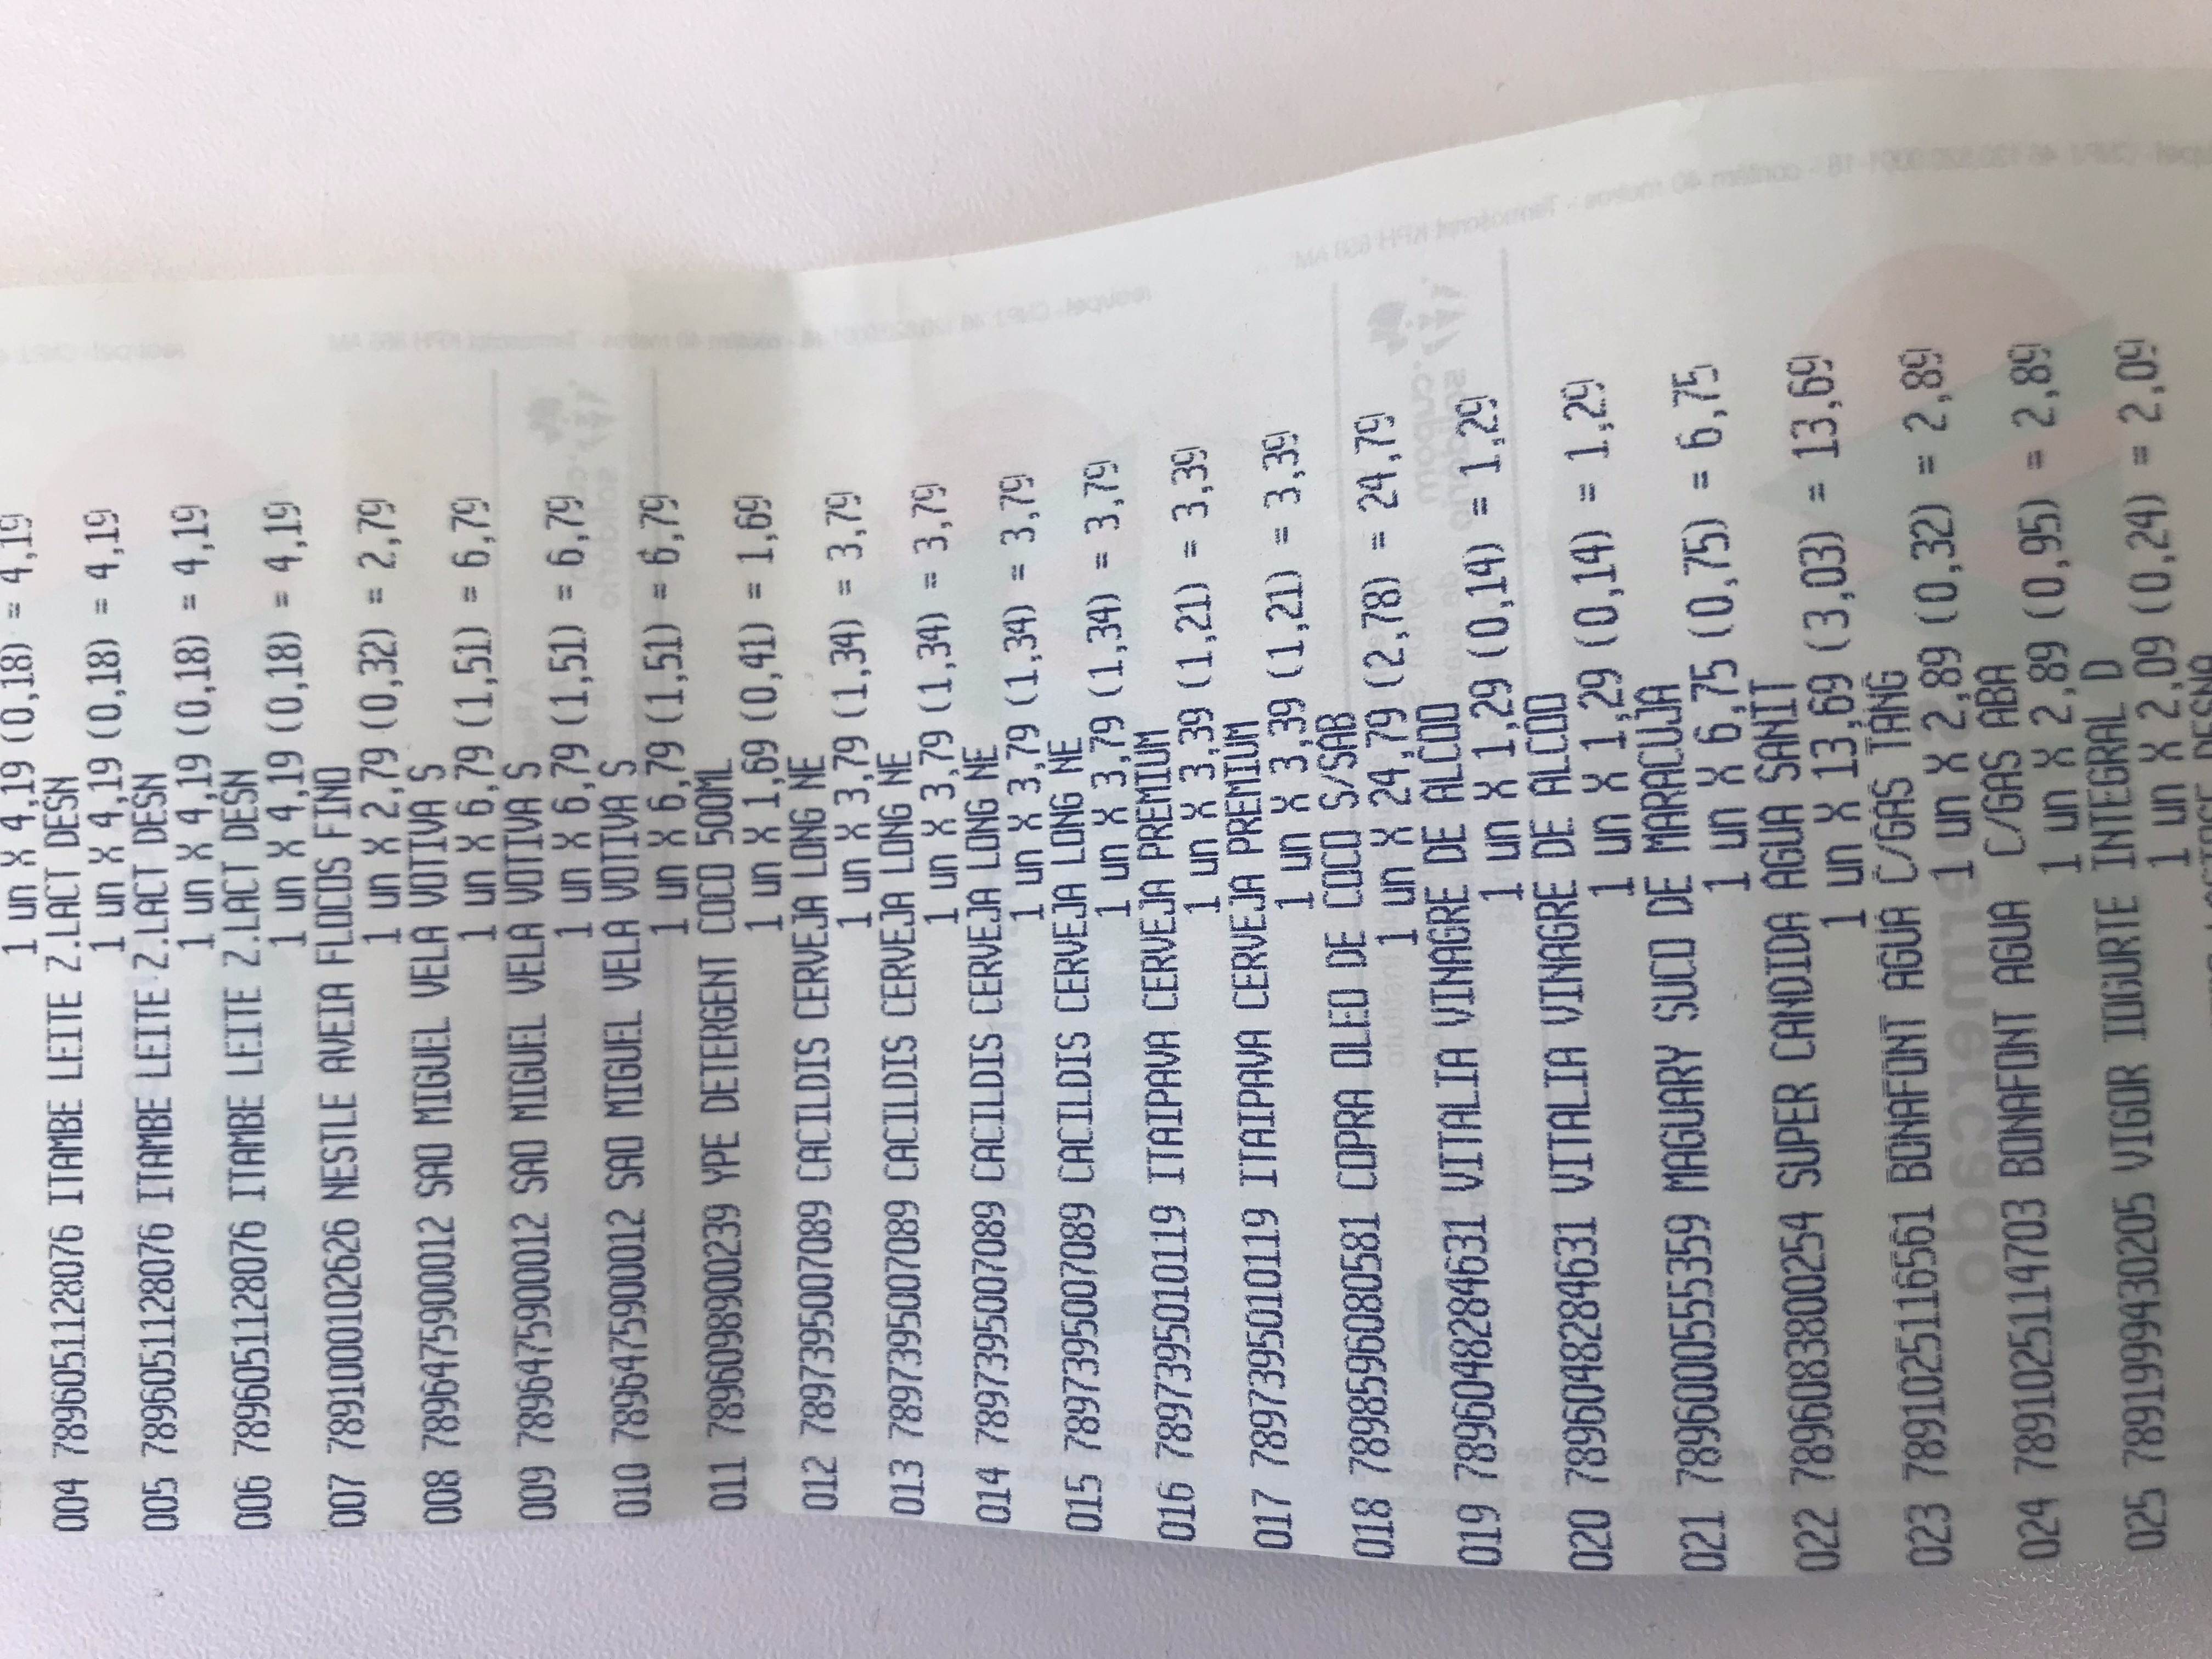 1 un X 4,19 (0,18) = 4,19
004 7896051128076 ITAMBE LEITE Z.LACT DESN
1 un X 4,19 (0,18) = 4,19
005 7896051128076 ITAMBE LEITE Z.LACT DESN
1 un X 4,19 (0,18) = 4,19
006 7896051128076 ITAMBE LEITE Z.LACT DESN
1 un X 4,19 (0,18) = 4,19
007 7891000102626 NESTLE AVEIA FLOCOS FINO
1 un X 2,79 (0,32) = 2,79
008 7896475900012 SAO MIGUEL VELA VOTIVA S
1 un X 6,79 (1,51) = 6,79
009 7896475900012 SAO MIGUEL VELA VOTIVA S
1 un X 6,79 (1,51) = 6,79
010 7896475900012 SAO MIGUEL VELA VOTIVA S
1 un X 6,79 (1,51) = 6,79
011 7896098900239 YPE DETERGENT COCO 500ML
1 un X 1,69 (0,41) = 1,69
012 7897395007089 CACILDIS CERVEJA LONG NE
1 un X 3,79 (1,34) = 3,79
013 7897395007089 CACILDIS CERVEJA LONG NE
1 un X 3,79 (1,34) = 3,79
014 7897395007089 CACILDIS CERVEJA LONG NE
1 un X 3,79 (1,34) = 3,79
015 7897395007089 CACILDIS CERVEJA LONG NE
1 un X 3,79 (1,34) = 3,79
016 7897395010119 ITAIPAVA CERVEJA PREMIUM
1 un X 3,39 (1,21) = 3,39
017 7897395010119 ITAIPAVA CERVEJA PREMIUM
1 un X 3,39 (1,21) = 3,39
018 7898596080581 COPRA OLEO DE COCO S/SAB
1 un X 24,79 (2,78) = 24,79
019 7896048284631 VITALIA VINAGRE DE ALCOO
1 un X 1,29 (0,14) = 1,29
020 7896048284631 VITALIA VINAGRE DE ALCOO
1 un X 1,29 (0,14) = 1,29
021 7896000555359 MAGUARY SUCO DE MARACUJA
1 un X 6,75 (0,75) = 6,75
022 7896083800254 SUPER CANDIDA AGUA SANIT
1 un X 13,69 (3,03) = 13,69
023 7891025116561 BONAFONT AGUA C/GAS TANG
1 un X 2,89 (0,32) = 2,89
024 7891025114703 BONAFONT AGUA C/GAS ABA
1 un X 2,89 (0,95) = 2,89
025 7891999430205 VIGOR IOGURTE INTEGRAL D
1 un X 2,09 (0,24) = 2,09
DESNA